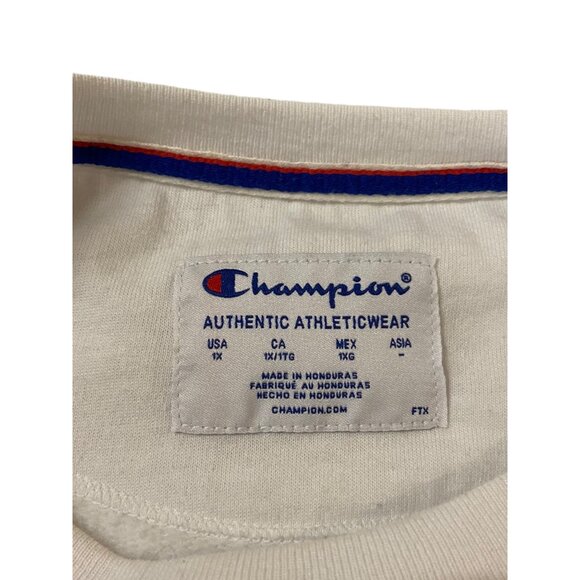 Champion®
AUTHENTIC ATHLETICWEAR
USA CA MEX ASIA
1X 1X/1TG 1XG –
MADE IN HONDURAS
FABRIQUÉ AU HONDURAS
HECHO EN HONDURAS
CHAMPION.COM FTX